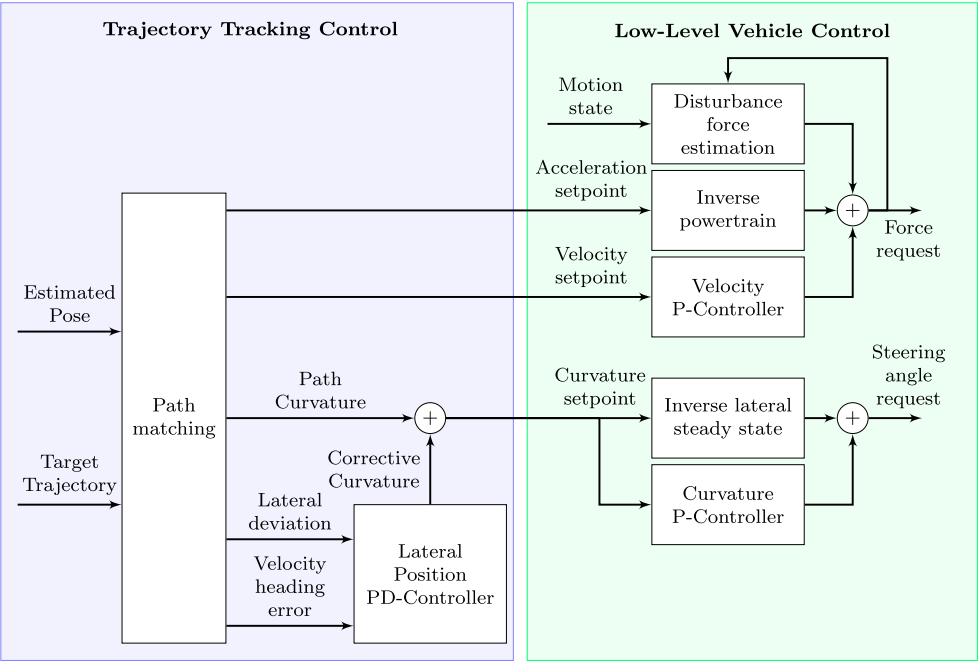 Trajectory Tracking Control
Estimated
Pose
Target
Trajectory
Path
matching
Path
Curvature
+
Corrective
Curvature
Lateral
deviation
Velocity
heading
error
Lateral
Position
PD-Controller
Low-Level Vehicle Control
Motion
state
Disturbance
force
estimation
Acceleration
setpoint
Inverse
powertrain
+
Force
request
Velocity
setpoint
Velocity
P-Controller
Curvature
setpoint
Inverse lateral
steady state
+
Steering
angle
request
Curvature
P-Controller